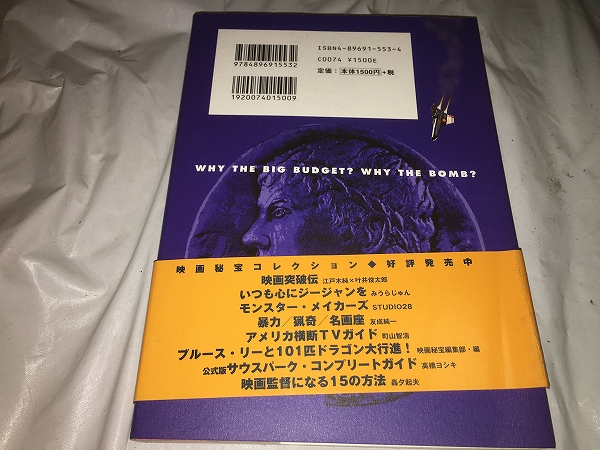 ISBN4-89691-553-4
C0074 ¥1500E
定価：本体1500円+税
9784896915532
1920074015009
WHY THE BIG BUDGET? WHY THE BOMB?
映画秘宝コレクション◆好評発売中
映画突破伝 江戸木純×叶井俊太郎
いつも心にジージャンを みうらじゅん
モンスター・メイカーズ STUDIO28
暴力／猟奇／名画座 友成純一
アメリカ横断TVガイド 町山智浩
ブルース・リーと101匹ドラゴン大行進！ 映画秘宝編集部・編
公式版サウスパーク・コンプリートガイド 高橋ヨシキ
映画監督になる15の方法 轟夕起夫